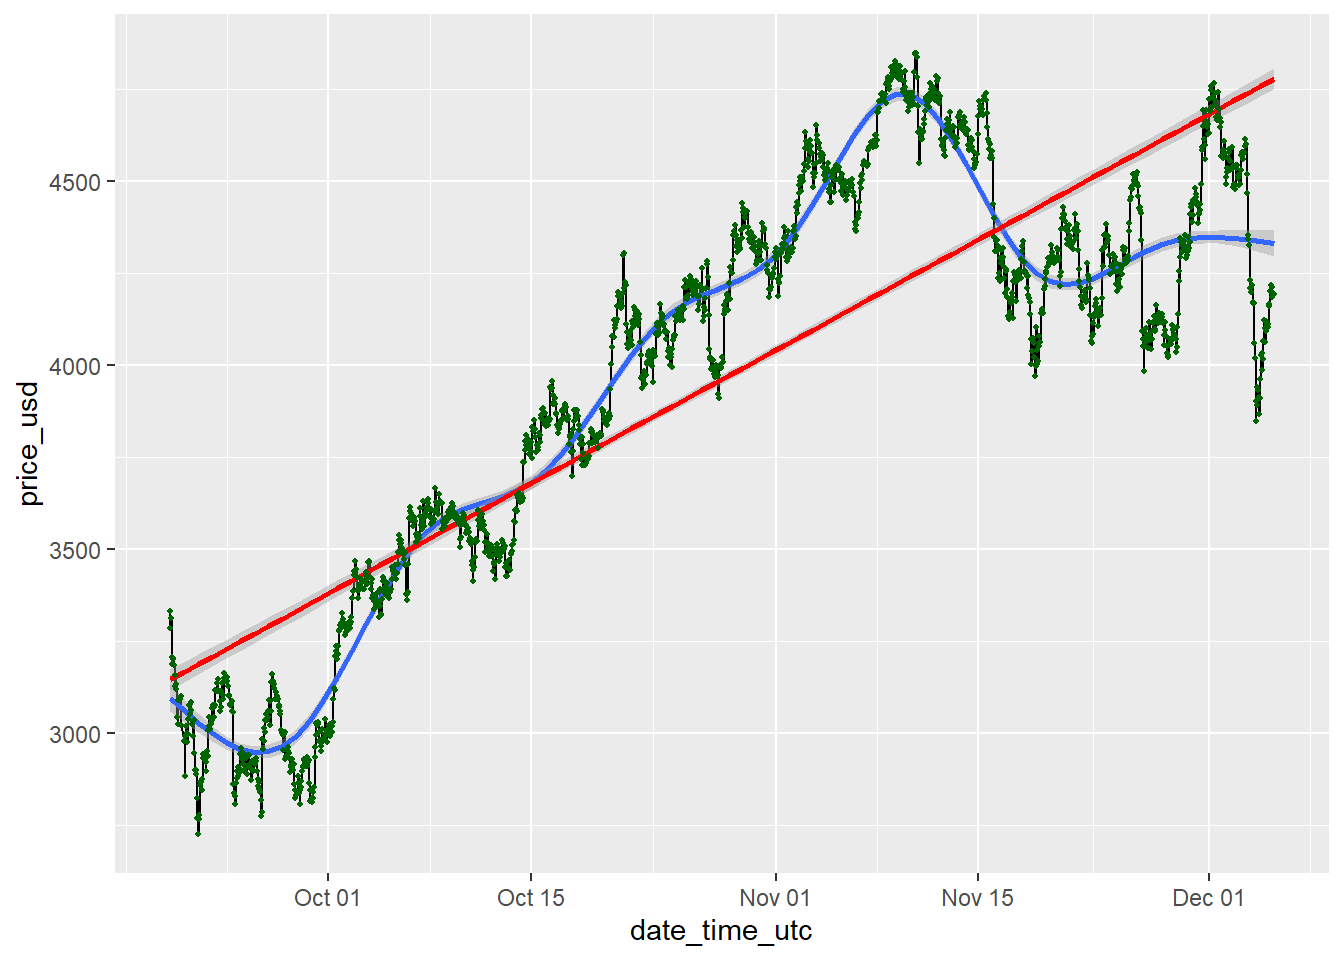 price_usd
4500
4000
3500
3000
Oct 01
Oct 15
Nov 01
Nov 15
Dec 01
date_time_utc